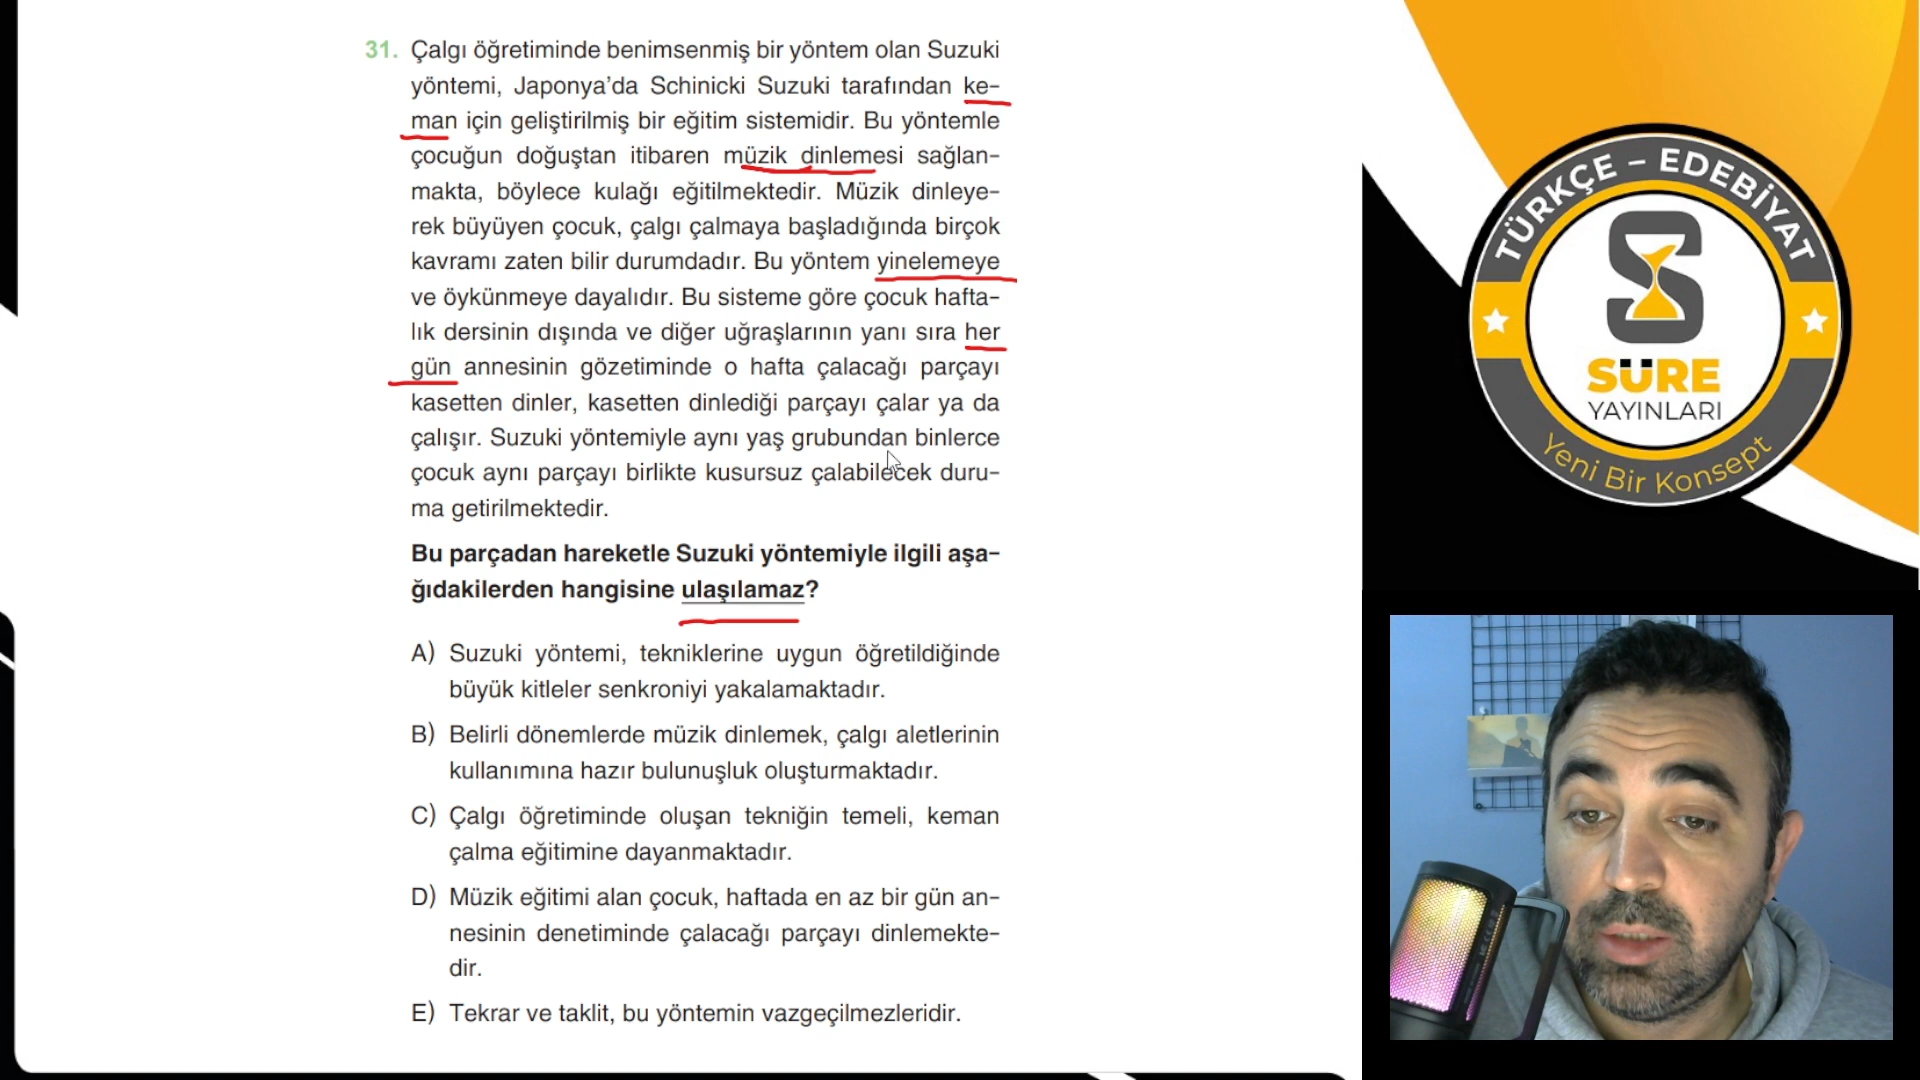 31. Çalgı öğretiminde benimsenmiş bir yöntem olan Suzuki
yöntemi, Japonya’da Schinicki Suzuki tarafından ke-
man için geliştirilmiş bir eğitim sistemidir. Bu yöntemle
çocuğun doğuştan itibaren müzik dinlemesi sağlan-
makta, böylece kulağı eğitilmektedir. Müzik dinleye-
rek büyüyen çocuk, çalgı çalmaya başladığında birçok
kavramı zaten bilir durumdadır. Bu yöntem yinelemeye
ve öykünmeye dayalıdır. Bu sisteme göre çocuk hafta-
lık dersinin dışında ve diğer uğraşlarının yanı sıra her
gün annesinin gözetiminde o hafta çalacağı parçayı
kasetten dinler, kasetten dinlediği parçayı çalar ya da
çalışır. Suzuki yöntemiyle aynı yaş grubundan binlerce
çocuk aynı parçayı birlikte kusursuz çalabilecek duru-
ma getirilmektedir.
Bu parçadan hareketle Suzuki yöntemiyle ilgili aşa-
ğıdakilerden hangisine ulaşılamaz?
A) Suzuki yöntemi, tekniklerine uygun öğretildiğinde
büyük kitleler senkroniyi yakalamaktadır.
B) Belirli dönemlerde müzik dinlemek, çalgı aletlerinin
kullanımına hazır bulunuşluk oluşturmaktadır.
C) Çalgı öğretiminde oluşan tekniğin temeli, keman
çalma eğitimine dayanmaktadır.
D) Müzik eğitimi alan çocuk, haftada en az bir gün an-
nesinin denetiminde çalacağı parçayı dinlemekte-
dir.
E) Tekrar ve taklit, bu yöntemin vazgeçilmezleridir.
TÜRKÇE – EDEBİYAT
SÜRE
YAYINLARI
Yeni Bir Konsept